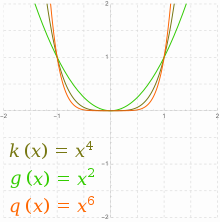 2
-2
-1
1
2
1
-1
-2
k(x) = x⁴
g(x) = x²
q(x) = x⁶